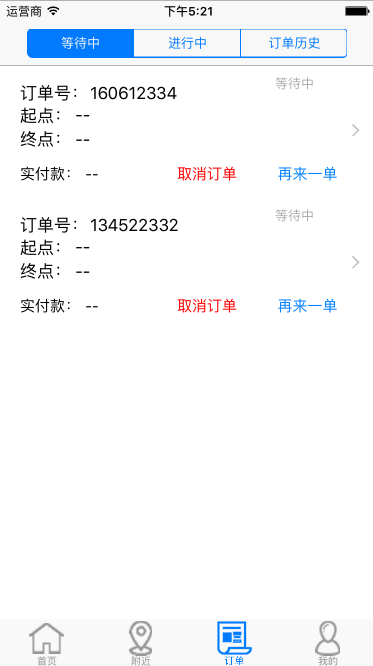 运营商 下午5:21
等待中 进行中 订单历史
等待中
订单号：160612334
起点： --
终点： --
实付款： -- 取消订单 再来一单
等待中
订单号：134522332
起点： --
终点： --
实付款： -- 取消订单 再来一单
首页 附近 订单 我的